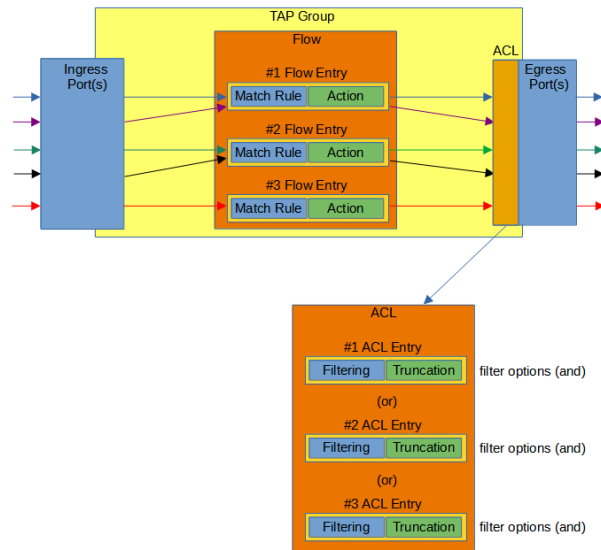 TAP Group
Flow
ACL
Ingress
Port(s)
Egress
Port(s)
#1 Flow Entry
Match Rule Action
#2 Flow Entry
Match Rule Action
#3 Flow Entry
Match Rule Action
ACL
#1 ACL Entry
Filtering Truncation filter options (and)
(or)
#2 ACL Entry
Filtering Truncation filter options (and)
(or)
#3 ACL Entry
Filtering Truncation filter options (and)